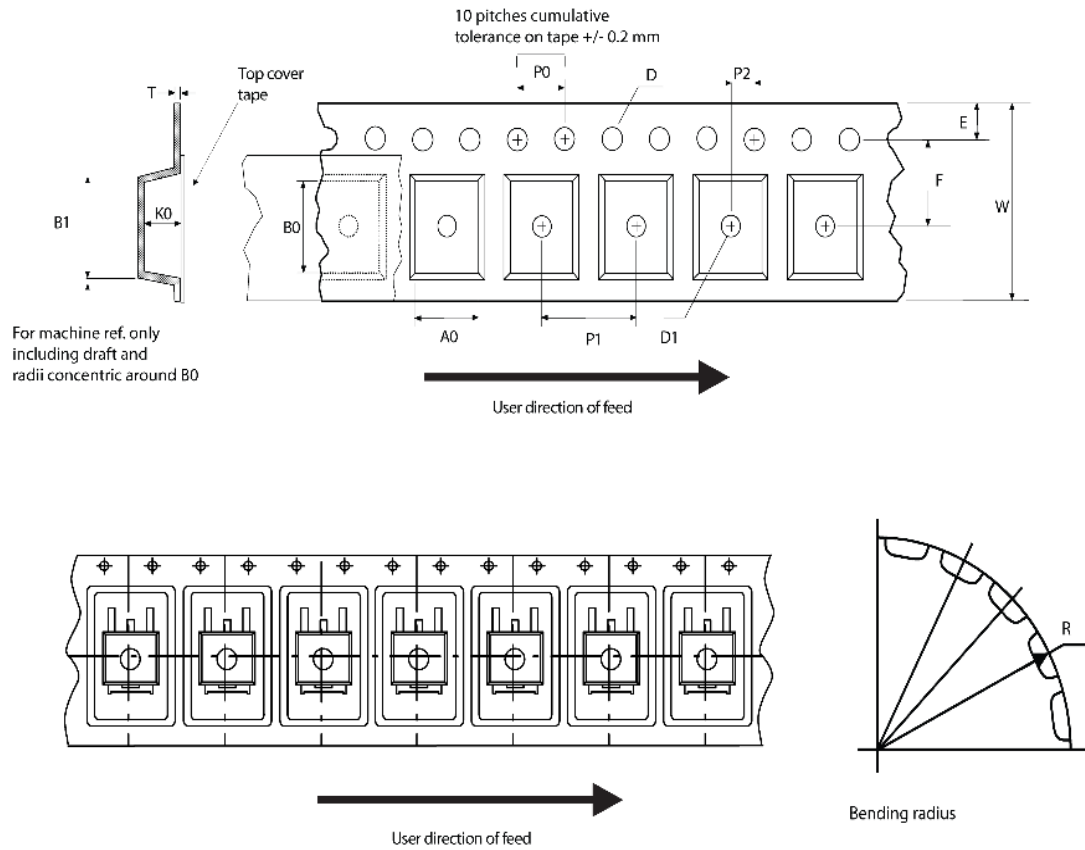 10 pitches cumulative
tolerance on tape +/- 0.2 mm
Top cover
tape
T
P0
D
P2
E
F
W
B1
K0
B0
A0
P1
D1
For machine ref. only
including draft and
radii concentric around B0
User direction of feed
R
Bending radius
User direction of feed